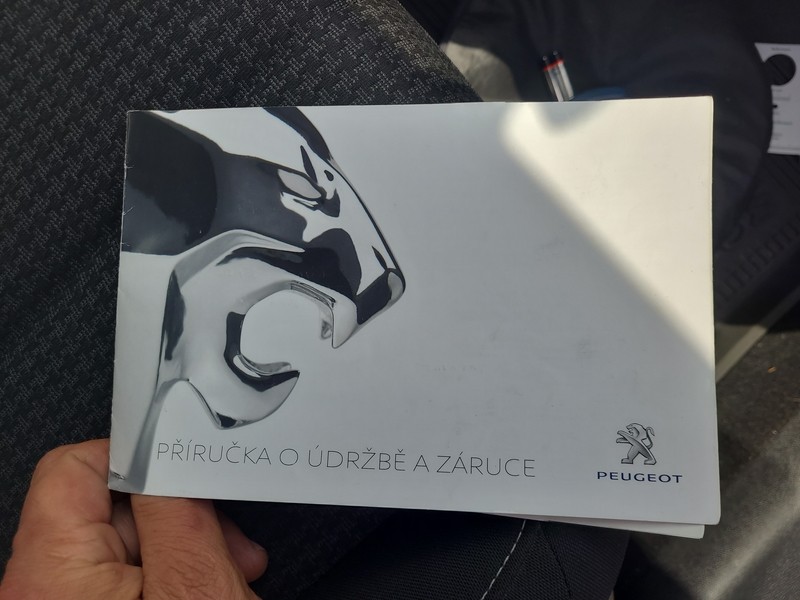 PŘÍRUČKA O ÚDRŽBĚ A ZÁRUCE
PEUGEOT